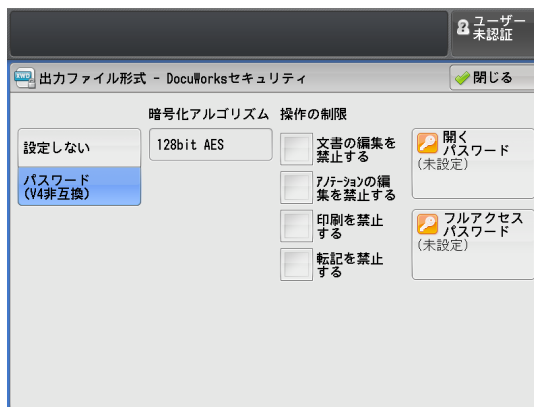 ユーザー
未認証
出力ファイル形式 - DocuWorksセキュリティ
閉じる
暗号化アルゴリズム
操作の制限
設定しない
パスワード
(V4非互換)
128bit AES
文書の編集を
禁止する
ｱﾉﾃｰｼｮﾝの編
集を禁止する
印刷を禁止
する
転記を禁止
する
開く
パスワード
(未設定)
フルアクセス
パスワード
(未設定)